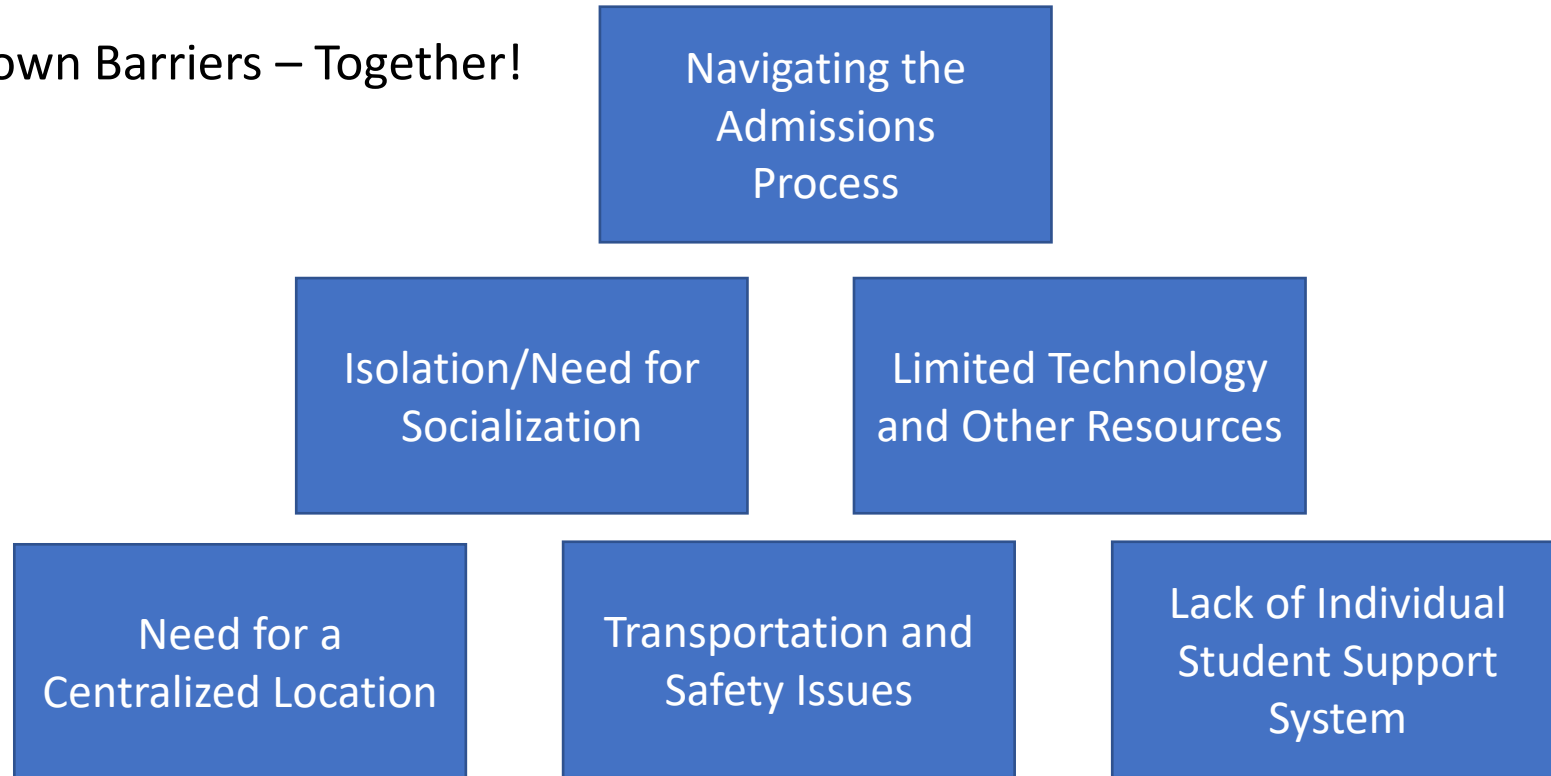 own Barriers – Together!
Navigating the
Admissions
Process
Isolation/Need for
Socialization
Limited Technology
and Other Resources
Need for a
Centralized Location
Transportation and
Safety Issues
Lack of Individual
Student Support
System